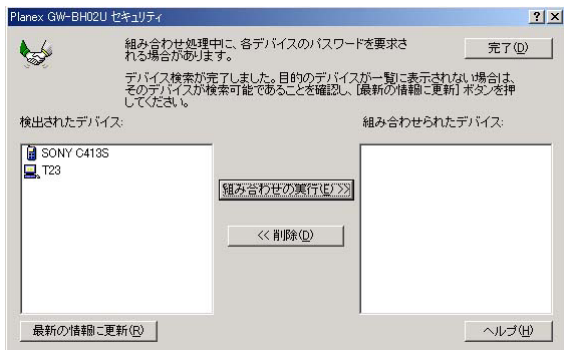 Planex GW-BH02U セキュリティ
組み合わせ処理中に、各デバイスのパスワードを要求さ
れる場合があります。
完了(D)
デバイス検索が完了しました。目的のデバイスが一覧に表示されない場合は、
そのデバイスが検索可能であることを確認し、[最新の情報に更新] ボタンを押
してください。
検出されたデバイス:
組み合わせられたデバイス:
SONY C413S
T23
組み合わせの実行(E) >>
<< 削除(D)
最新の情報に更新(R)
ヘルプ(H)